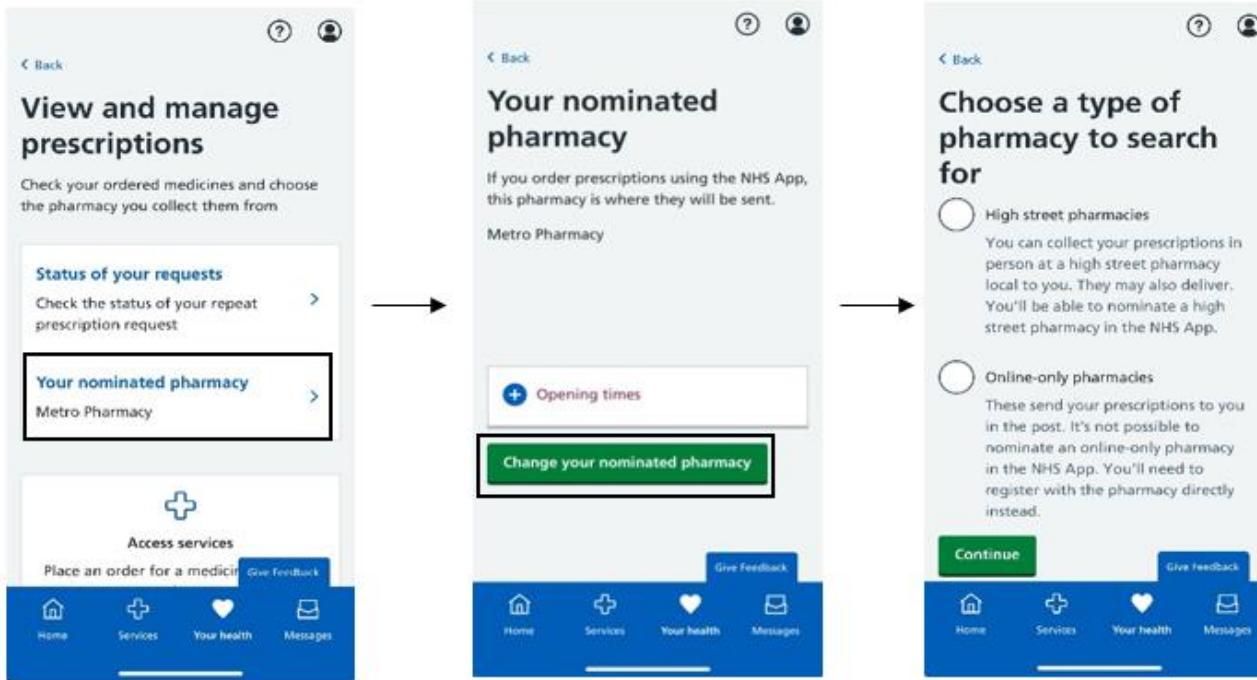 < Back
View and manage
prescriptions
Check your ordered medicines and choose
the pharmacy you collect them from
Status of your requests
Check the status of your repeat
prescription request
Your nominated pharmacy
Metro Pharmacy
Access services
Place an order for a medicin
Give Feedback
Home
Services
Your health
Messages
< Back
Your nominated
pharmacy
If you order prescriptions using the NHS App,
this pharmacy is where they will be sent.
Metro Pharmacy
Opening times
Change your nominated pharmacy
Give Feedback
Home
Services
Your health
Messages
< Back
Choose a type of
pharmacy to search
for
High street pharmacies
You can collect your prescriptions in
person at a high street pharmacy
local to you. They may also deliver.
You'll be able to nominate a high
street pharmacy in the NHS App.
Online-only pharmacies
These send your prescriptions to you
in the post. It's not possible to
nominate an online-only pharmacy
in the NHS App. You'll need to
register with the pharmacy directly
instead.
Continue
Give Feedback
Home
Services
Your health
Messages